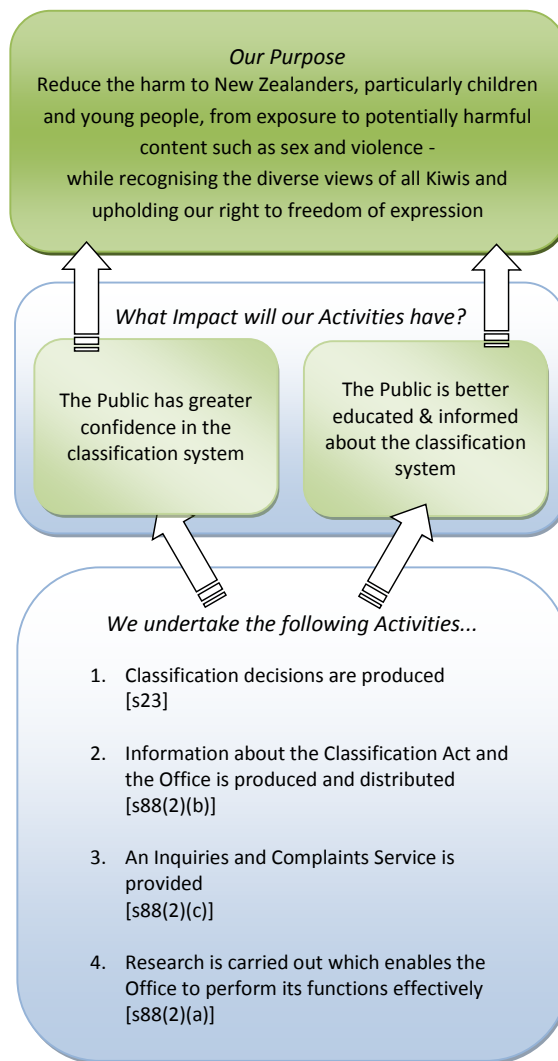 Our Purpose
Reduce the harm to New Zealanders, particularly children
and young people, from exposure to potentially harmful
content such as sex and violence -
while recognising the diverse views of all Kiwis and
upholding our right to freedom of expression
What Impact will our Activities have?
The Public has greater
confidence in the
classification system
The Public is better
educated & informed
about the classification
system
We undertake the following Activities...
1. Classification decisions are produced
[s23]
2. Information about the Classification Act and
the Office is produced and distributed
[s88(2)(b)]
3. An Inquiries and Complaints Service is
provided
[s88(2)(c)]
4. Research is carried out which enables the
Office to perform its functions effectively
[s88(2)(a)]